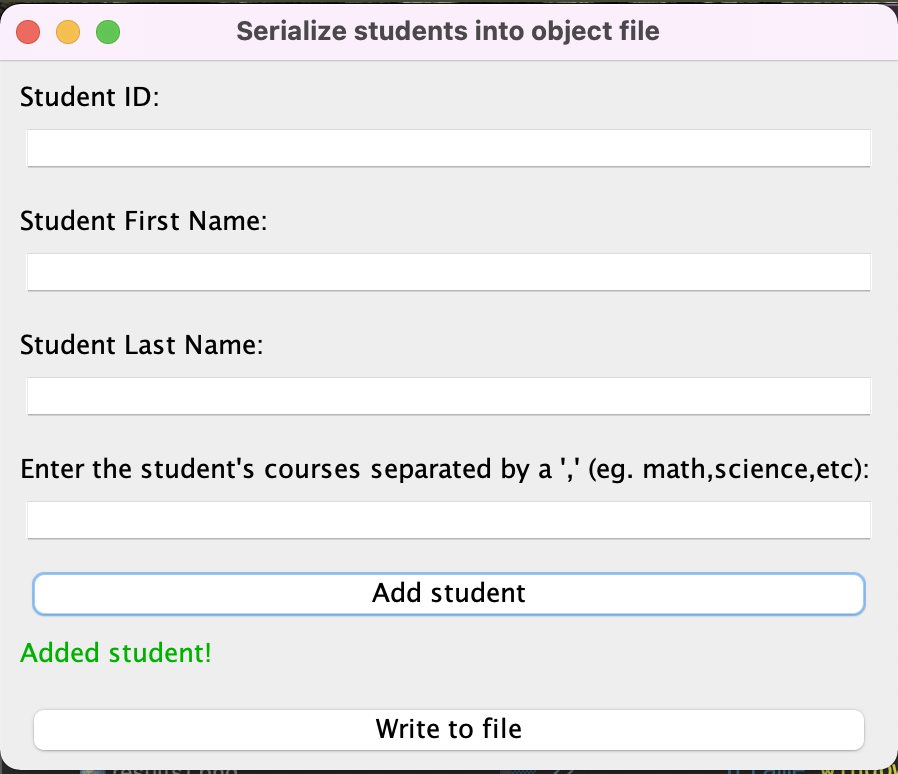 Serialize students into object file
Student ID:
Student First Name:
Student Last Name:
Enter the student's courses separated by a ',' (eg. math,science,etc):
Add student
Added student!
Write to file